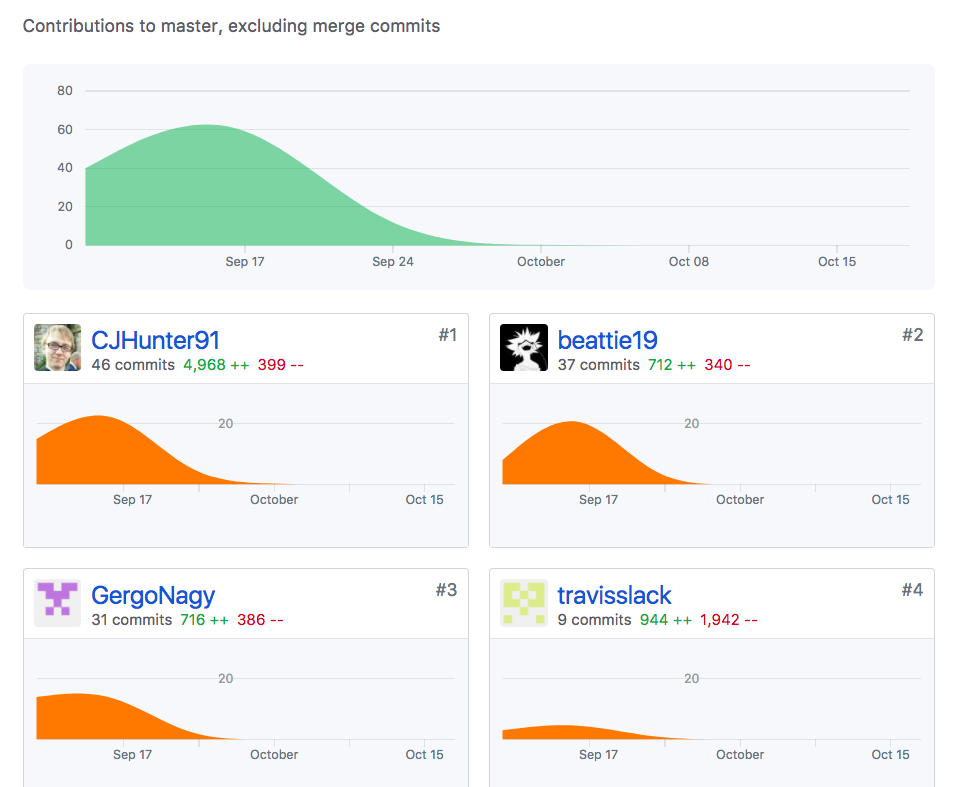 Contributions to master, excluding merge commits
80
60
40
20
0
Sep 17 Sep 24 October Oct 08 Oct 15
CJHunter91 #1
46 commits 4,968 ++ 399 --
20
Sep 17 October Oct 15
beattie19 #2
37 commits 712 ++ 340 --
20
Sep 17 October Oct 15
GergoNagy #3
31 commits 716 ++ 386 --
20
Sep 17 October Oct 15
travisslack #4
9 commits 944 ++ 1,942 --
20
Sep 17 October Oct 15